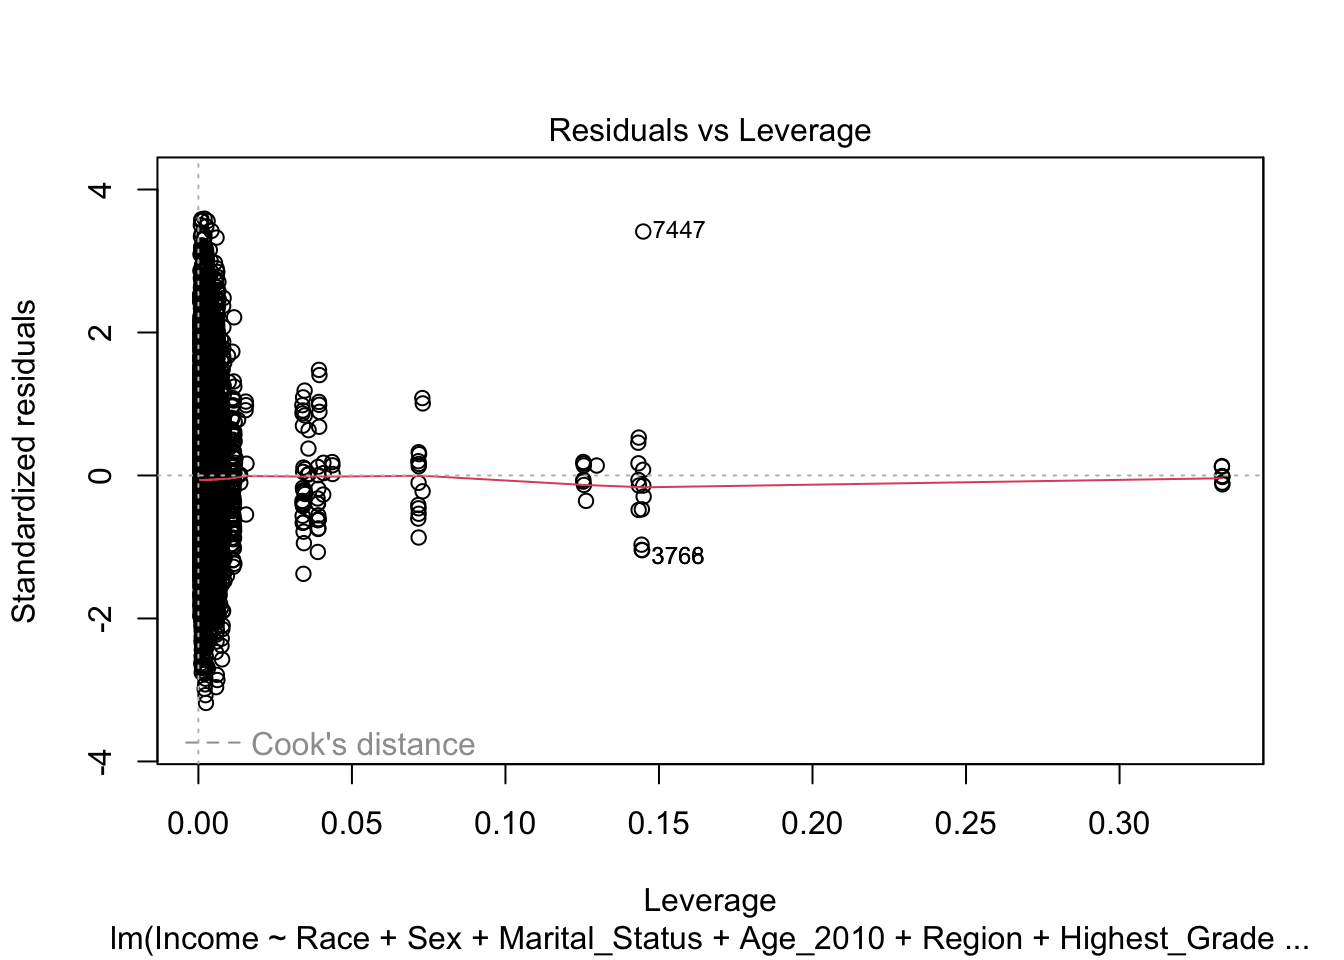 Residuals vs Leverage
Standardized residuals
4
2
0
-2
-4
7447
3768
Cook's distance
0.00 0.05 0.10 0.15 0.20 0.25 0.30
Leverage
lm(Income ~ Race + Sex + Marital_Status + Age_2010 + Region + Highest_Grade ...